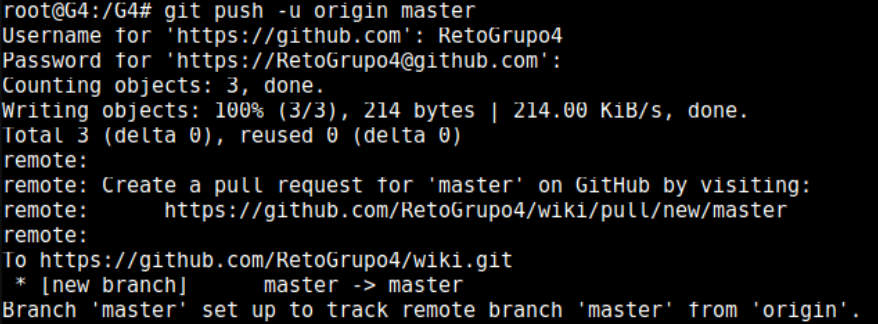 root@G4:/G4# git push -u origin master
Username for 'https://github.com': RetoGrupo4
Password for 'https://RetoGrupo4@github.com':
Counting objects: 3, done.
Writing objects: 100% (3/3), 214 bytes | 214.00 KiB/s, done.
Total 3 (delta 0), reused 0 (delta 0)
remote:
remote: Create a pull request for 'master' on GitHub by visiting:
remote:      https://github.com/RetoGrupo4/wiki/pull/new/master
remote:
To https://github.com/RetoGrupo4/wiki.git
 * [new branch]      master -> master
Branch 'master' set up to track remote branch 'master' from 'origin'.